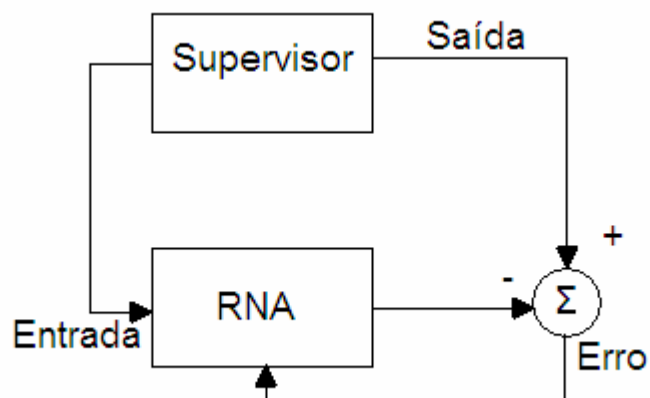 Saída
Supervisor
+
-
RNA
Σ
Entrada
Erro